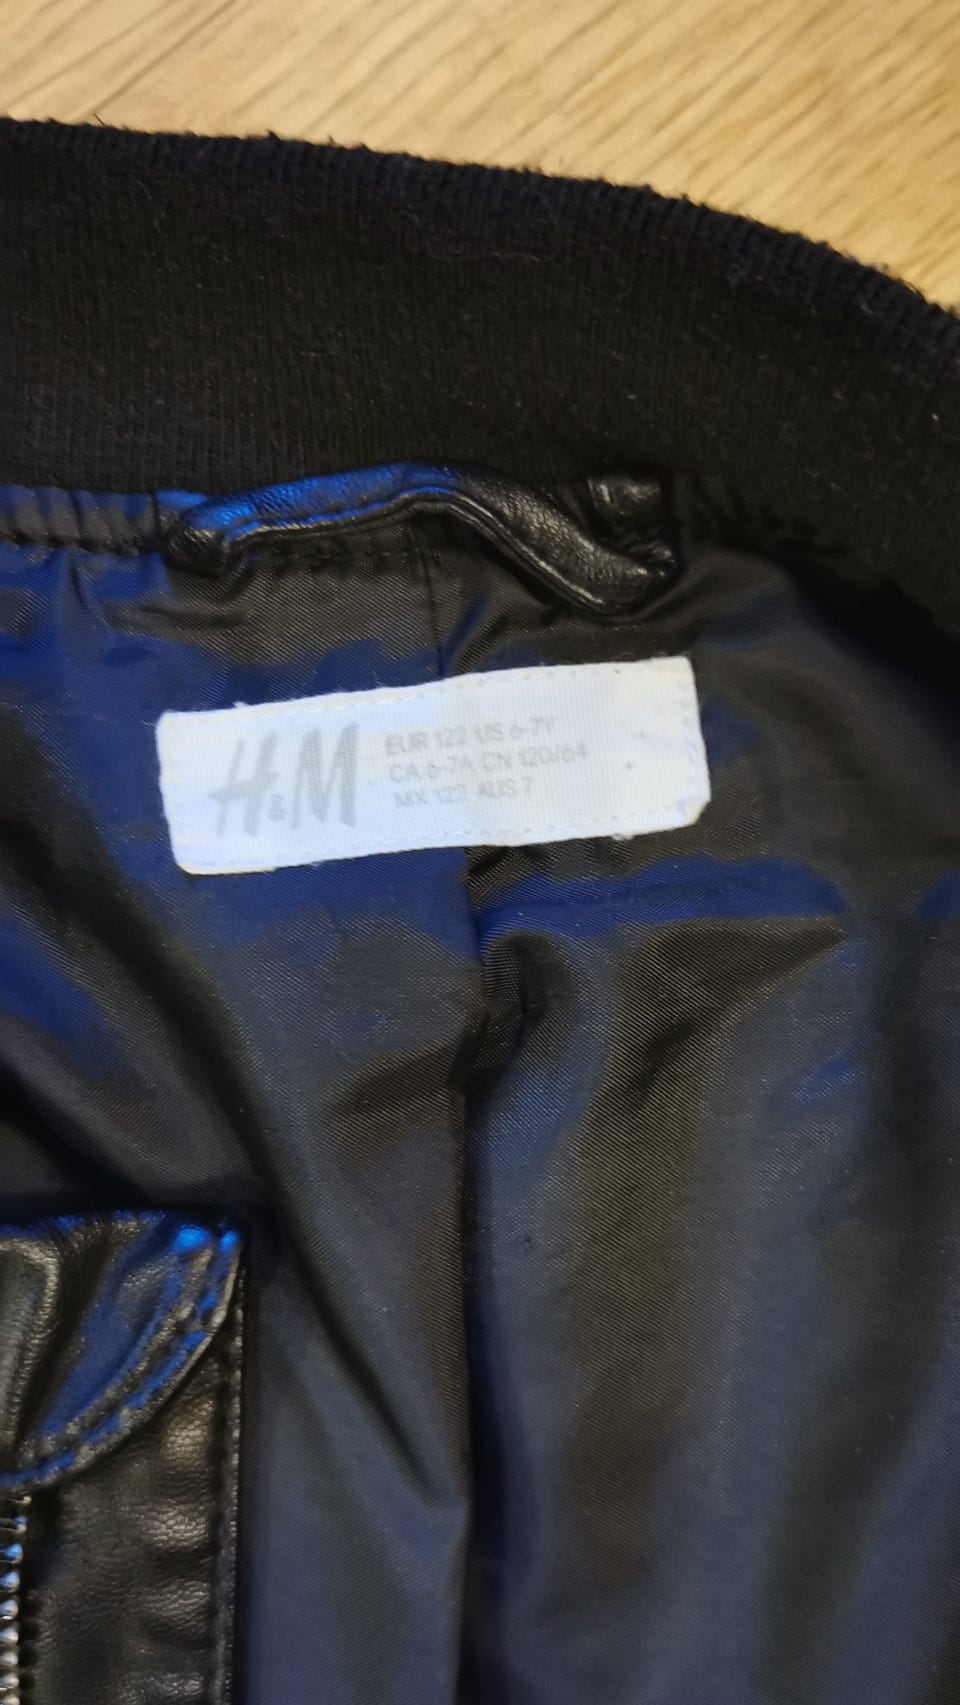 H&M
EUR 122 US 6-7Y
CA 6-7A CN 120/64
MX 122 AUS 7